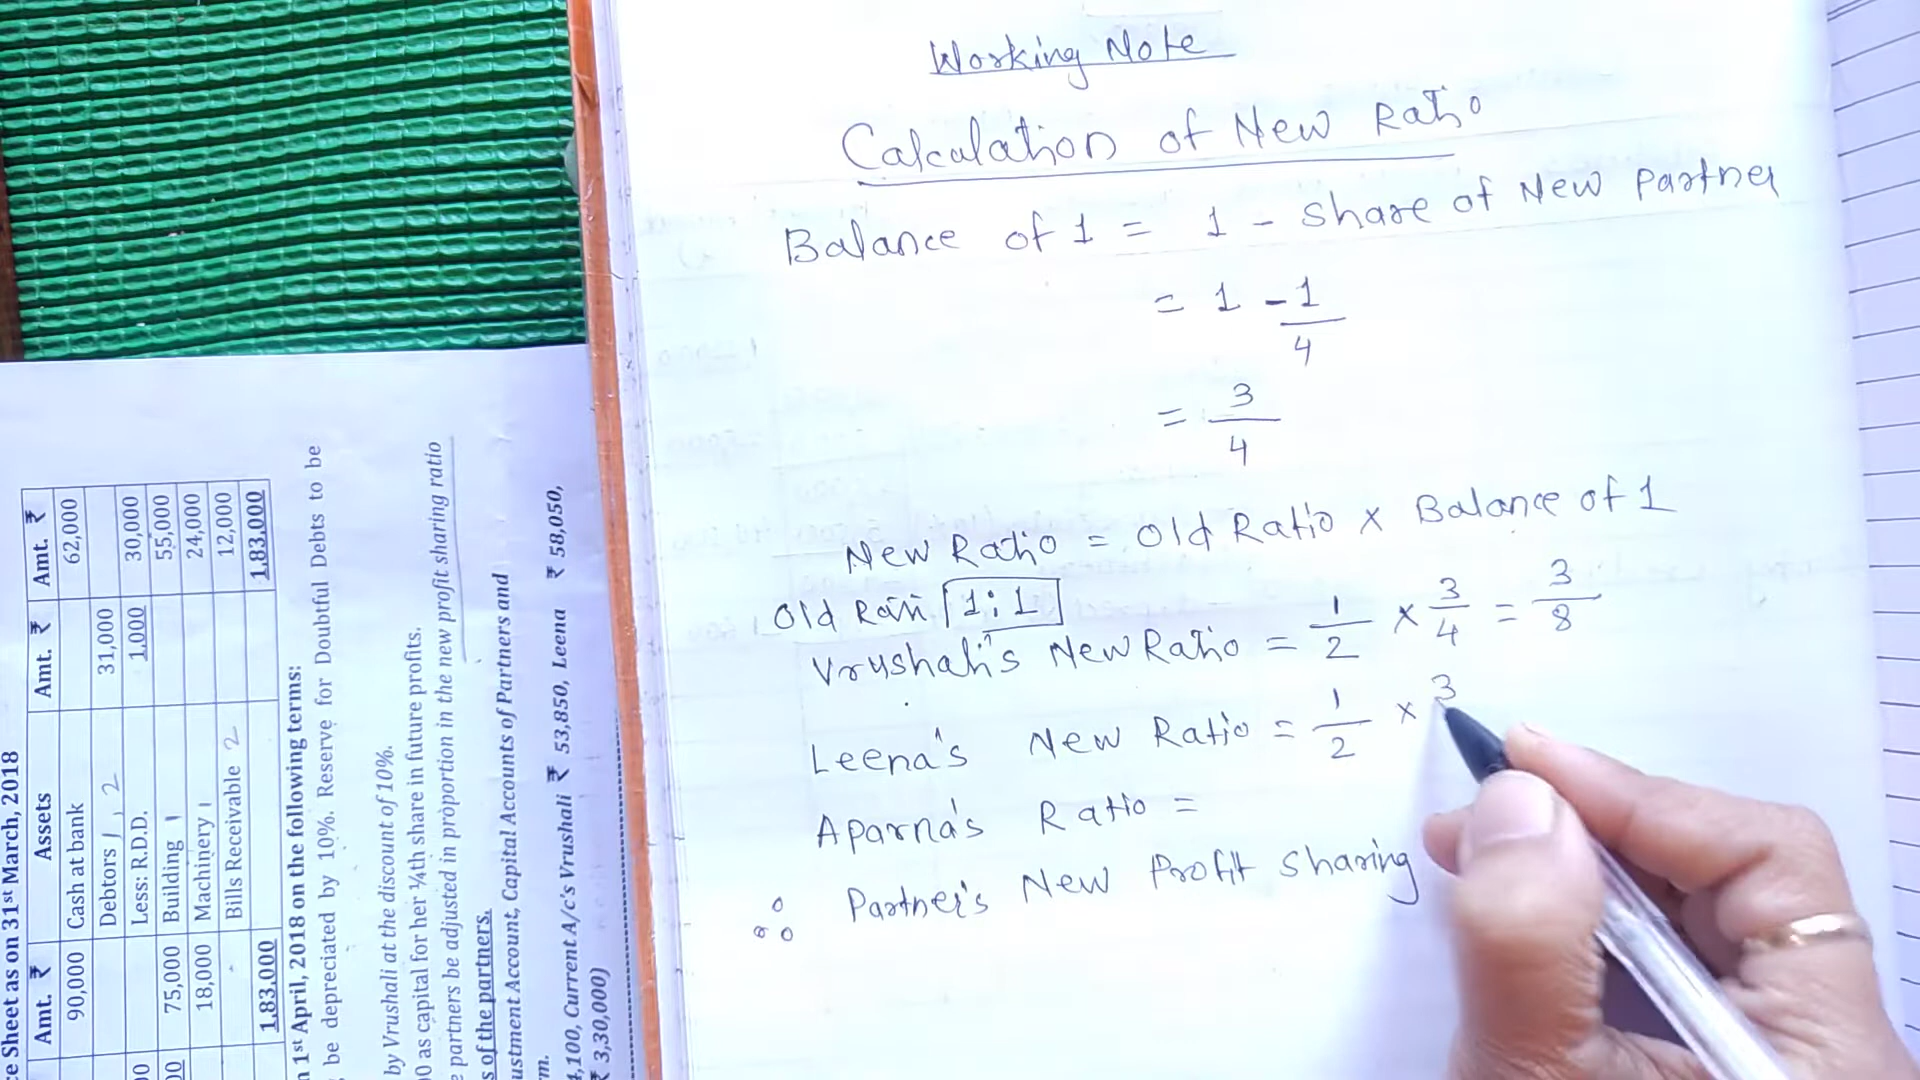 Working Note
Calculation of New Ratio
Balance of 1 = 1 - Share of New Partner
= 1 - 1/4
= 3/4
New Ratio = Old Ratio × Balance of 1
Old Ratio 1:1
Vrushali's New Ratio = 1/2 × 3/4 = 3/8
Leena's New Ratio = 1/2 × 3
Aparna's Ratio =
∴ Partner's New Profit Sharing
ce Sheet as on 31st March, 2018
Amt. ₹ Assets Amt. ₹ Amt. ₹
90,000 Cash at bank 62,000
Debtors 1, 2 31,000
Less: R.D.D. 1,000 30,000
75,000 Building 1 55,000
18,000 Machinery 1 24,000
Bills Receivable 2 12,000
1,83,000 1,83,000
1st April, 2018 on the following terms:
be depreciated by 10%. Reserve for Doubtful Debts to be
by Vrushali at the discount of 10%.
0 as capital for her ¼th share in future profits.
partners be adjusted in proportion in the new profit sharing ratio
s of the partners.
ustment Account, Capital Accounts of Partners and
rm.
4,100, Current A/c's Vrushali ₹ 53,850, Leena ₹ 58,050,
₹ 3,30,000)